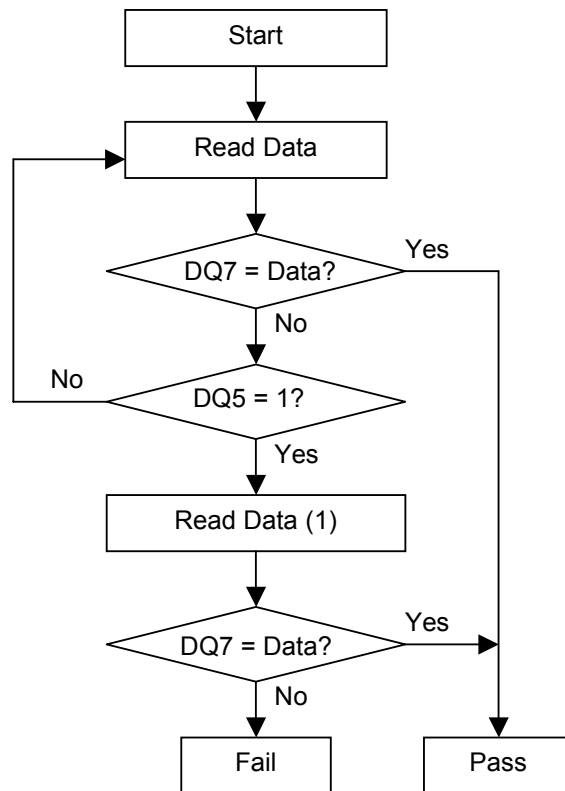 Start
Read Data
DQ7 = Data?
Yes
No
DQ5 = 1?
No
Yes
Read Data (1)
DQ7 = Data?
Yes
No
Fail
Pass